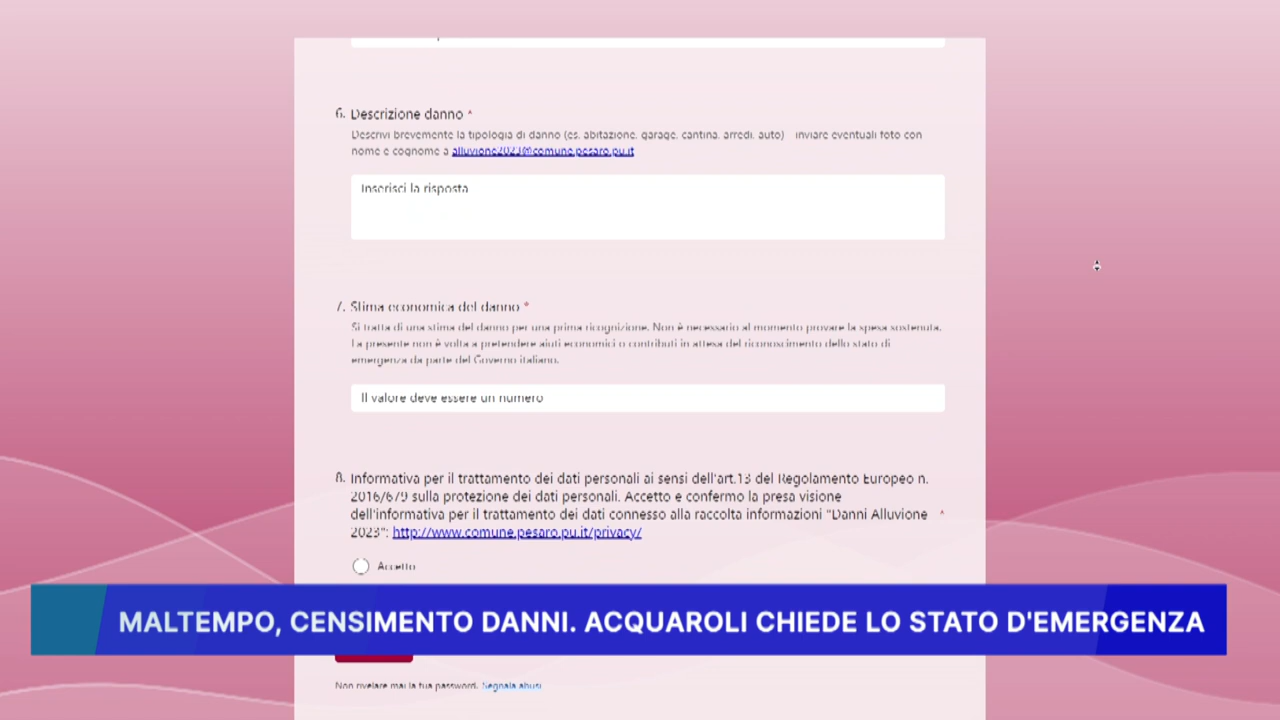 6. Descrizione danno *
Descrivi brevemente la tipologia di danno (es. abitazione, garage, cantina, arredi, auto) - inviare eventuali foto con
nome e cognome a alluvione2023@comune.pesaro.pu.it
Inserisci la risposta
7. Stima economica del danno *
Si tratta di una stima del danno per una prima ricognizione. Non è necessario al momento provare la spesa sostenuta.
La presente non è volta a pretendere aiuti economici o contributi in attesa del riconoscimento dello stato di
emergenza da parte del Governo italiano.
Il valore deve essere un numero
8. Informativa per il trattamento dei dati personali ai sensi dell'art.13 del Regolamento Europeo n.
2016/679 sulla protezione dei dati personali. Accetto e confermo la presa visione
dell'informativa per il trattamento dei dati connesso alla raccolta informazioni "Danni Alluvione *
2023": http://www.comune.pesaro.pu.it/privacy/
Accetto
MALTEMPO, CENSIMENTO DANNI. ACQUAROLI CHIEDE LO STATO D'EMERGENZA
Non rivelare mai la tua password. Segnala abusi